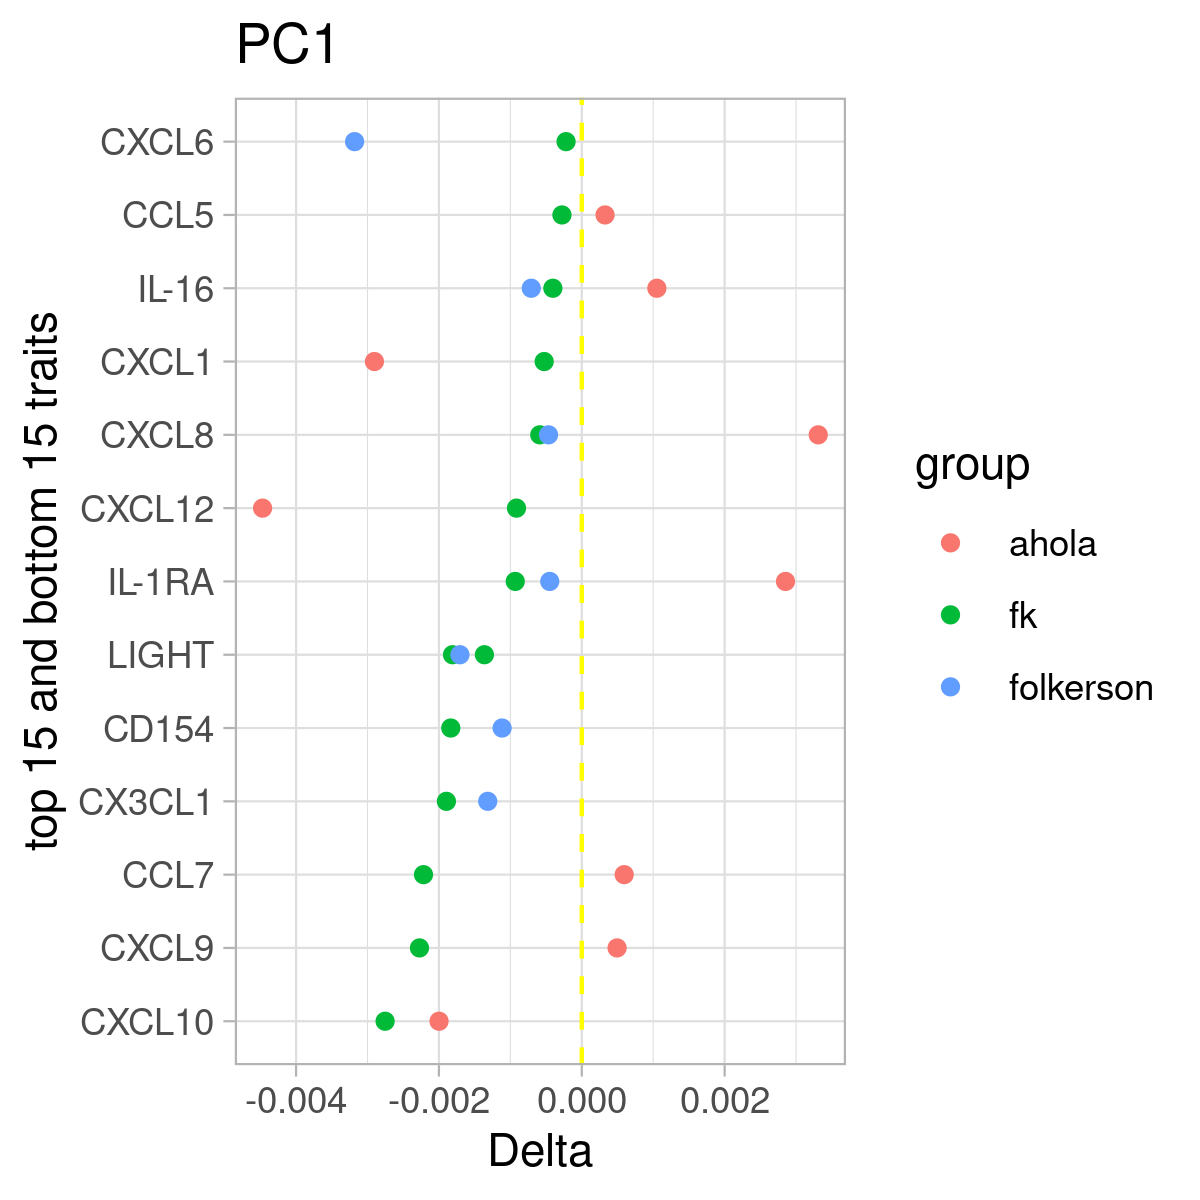 PC1
top 15 and bottom 15 traits
CXCL6
CCL5
IL-16
CXCL1
CXCL8
CXCL12
IL-1RA
LIGHT
CD154
CX3CL1
CCL7
CXCL9
CXCL10
-0.004 -0.002 0.000 0.002
Delta
group
ahola
fk
folkerson